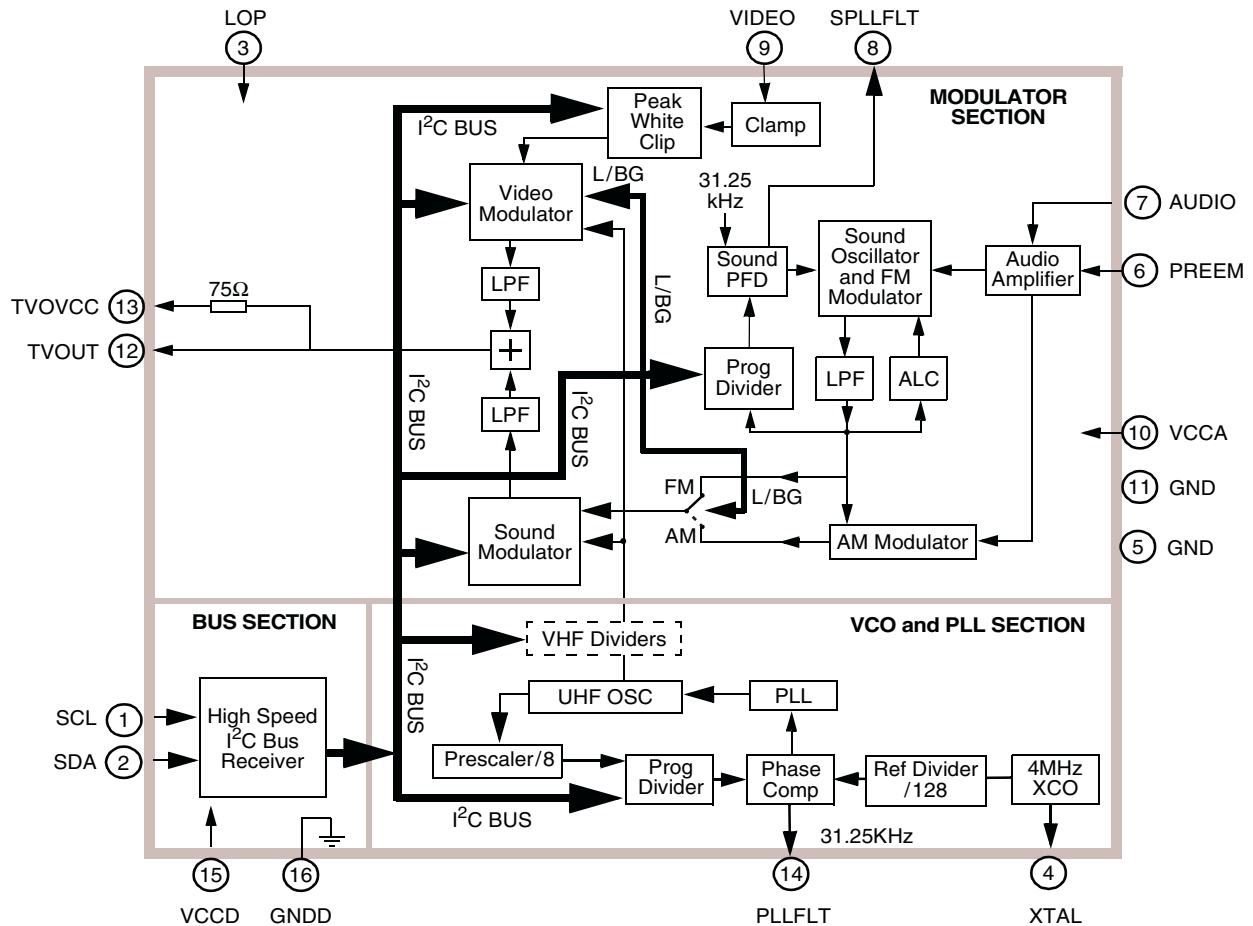 LOP
3
VIDEO
9
SPLLFLT
8
MODULATOR
SECTION
I²C BUS
Peak
White
Clip
Clamp
L/BG
Video
Modulator
31.25
kHz
7
AUDIO
Sound
PFD
Sound
Oscillator
and FM
Modulator
Audio
Amplifier
6
PREEM
LPF
L/BG
TVOVCC
13
75Ω
TVOUT
12
+
Prog
Divider
LPF
ALC
I²C BUS
LPF
I²C BUS
10
VCCA
FM
L/BG
11
GND
Sound
Modulator
AM
AM Modulator
5
GND
BUS SECTION
VCO and PLL SECTION
VHF Dividers
I²C BUS
UHF OSC
PLL
SCL
1
SDA
2
High Speed
I²C Bus
Receiver
Prescaler/8
Prog
Divider
Phase
Comp
Ref Divider
/128
4MHz
XCO
I²C BUS
31.25KHz
15
VCCD
16
GNDD
14
PLLFLT
4
XTAL